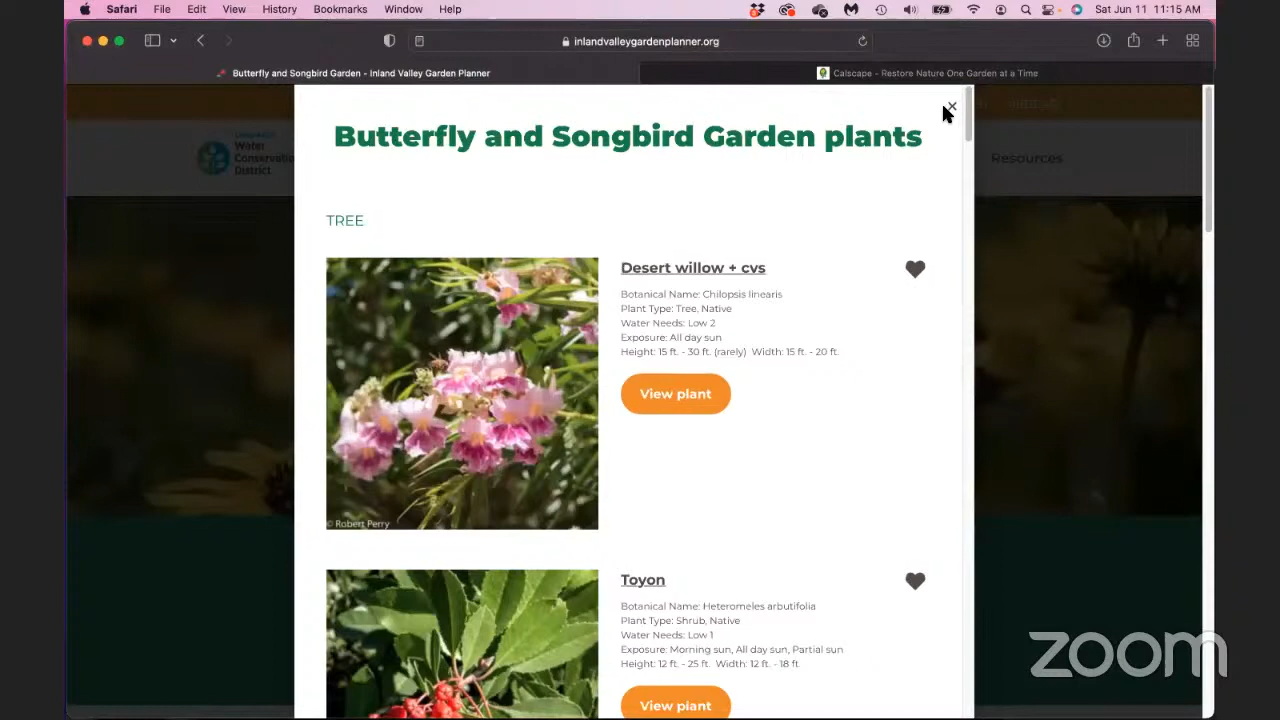 Safari File Edit View History Bookmarks Window Help Sat Jun 11 11:15 AM
inlandvalleygardenplanner.org
Butterfly and Songbird Garden - Inland Valley Garden Planner
Calscape - Restore Nature One Garden at a Time
Water
Conservation
District
Resources
Butterfly and Songbird Garden plants
TREE
Desert willow + cvs
Botanical Name: Chilopsis linearis
Plant Type: Tree, Native
Water Needs: Low 2
Exposure: All day sun
Height: 15 ft. - 30 ft. (rarely) Width: 15 ft. - 20 ft.
View plant
© Robert Perry
Toyon
Botanical Name: Heteromeles arbutifolia
Plant Type: Shrub, Native
Water Needs: Low 1
Exposure: Morning sun, All day sun, Partial sun
Height: 12 ft. - 25 ft. Width: 12 ft. - 18 ft.
View plant
zoom